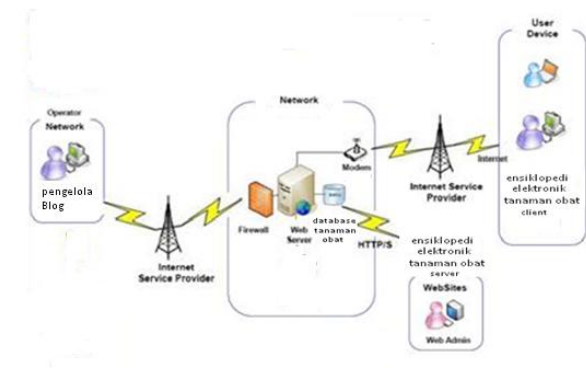 Operator
Network
pengelola
Blog
Internet
Service Provider
Network
Firewall
Web
Server
database
tanaman
obat
Modem
HTTP/S
Internet Service
Provider
Internet
User
Device
ensiklopedi
elektronik
tanaman obat
client
ensiklopedi
elektronik
tanaman obat
server
WebSites
Web Admin